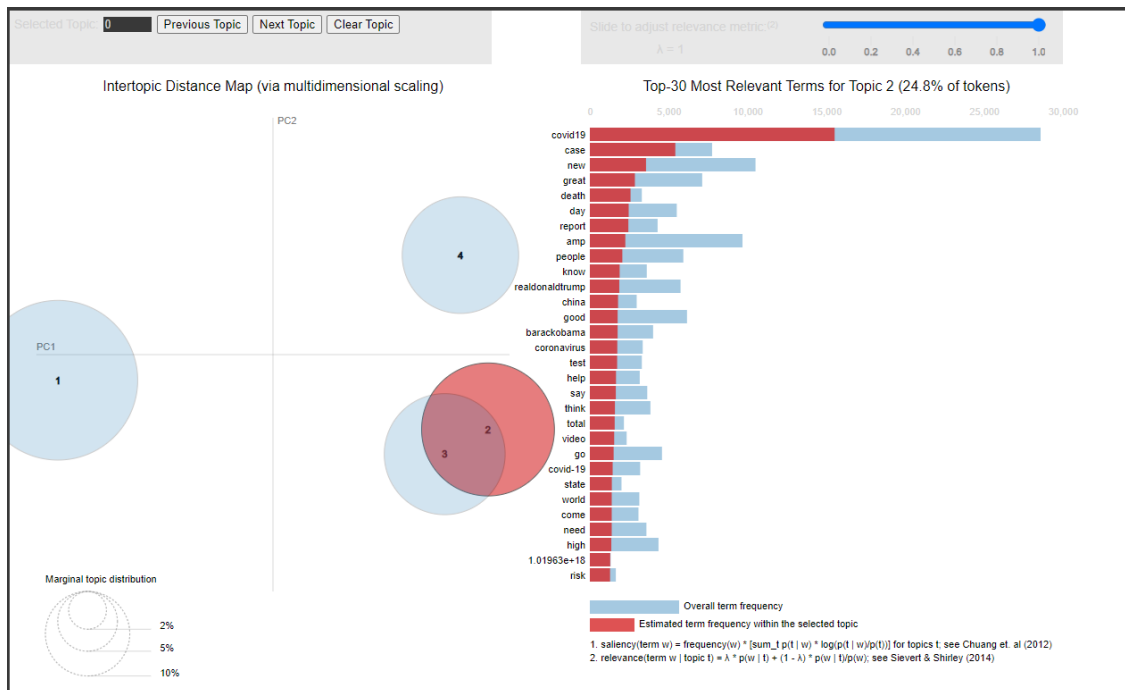 Selected Topic: 0 Previous Topic Next Topic Clear Topic
Slide to adjust relevance metric:(2)
λ = 1
0.0 0.2 0.4 0.6 0.8 1.0
Intertopic Distance Map (via multidimensional scaling)
PC2
PC1
1
2
3
4
Marginal topic distribution
2%
5%
10%
Top-30 Most Relevant Terms for Topic 2 (24.8% of tokens)
0 5,000 10,000 15,000 20,000 25,000 30,000
covid19
case
new
great
death
day
report
amp
people
know
realdonaldtrump
china
good
barackobama
coronavirus
test
help
say
think
total
video
go
covid-19
state
world
come
need
high
1.01963e+18
risk
Overall term frequency
Estimated term frequency within the selected topic
1. saliency(term w) = frequency(w) * [sum_t p(t | w) * log(p(t | w)/p(t))] for topics t; see Chuang et. al (2012)
2. relevance(term w | topic t) = λ * p(w | t) + (1 - λ) * p(w | t)/p(w); see Sievert & Shirley (2014)